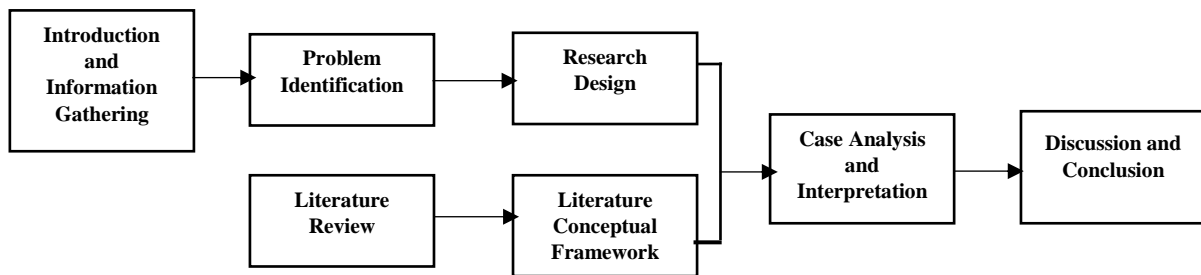 Introduction
and
Information
Gathering
Problem
Identification
Research
Design
Literature
Review
Literature
Conceptual
Framework
Case Analysis
and
Interpretation
Discussion and
Conclusion